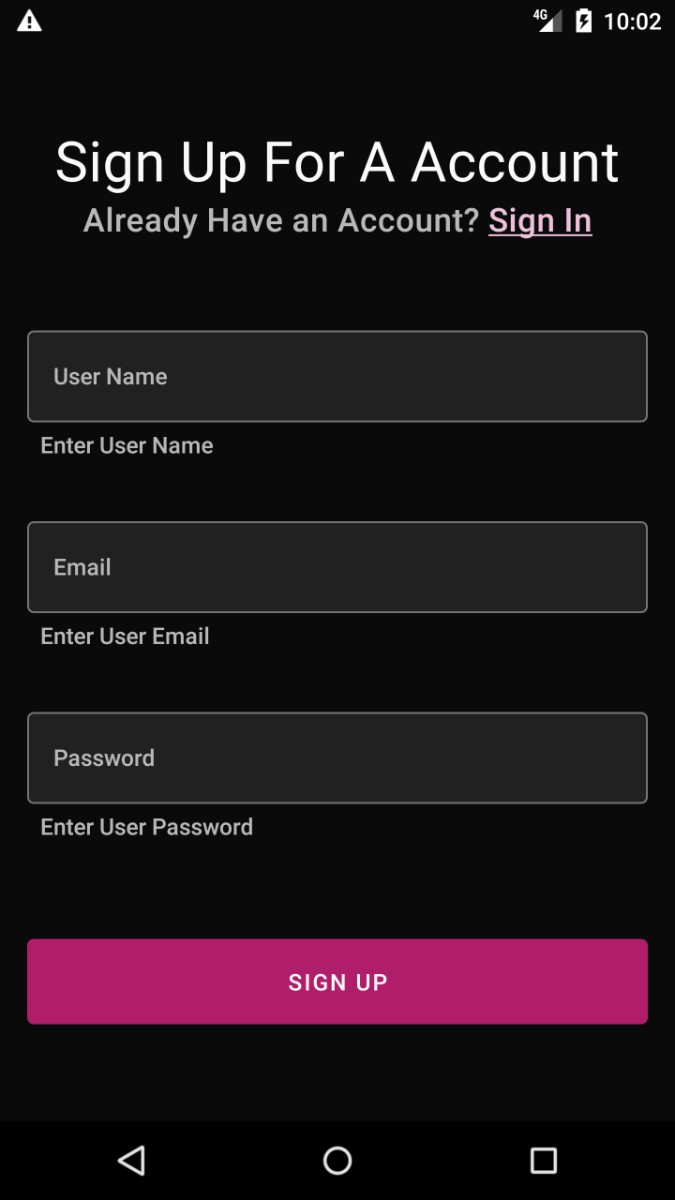 4G 10:02
Sign Up For A Account
Already Have an Account? Sign In
User Name
Enter User Name
Email
Enter User Email
Password
Enter User Password
SIGN UP